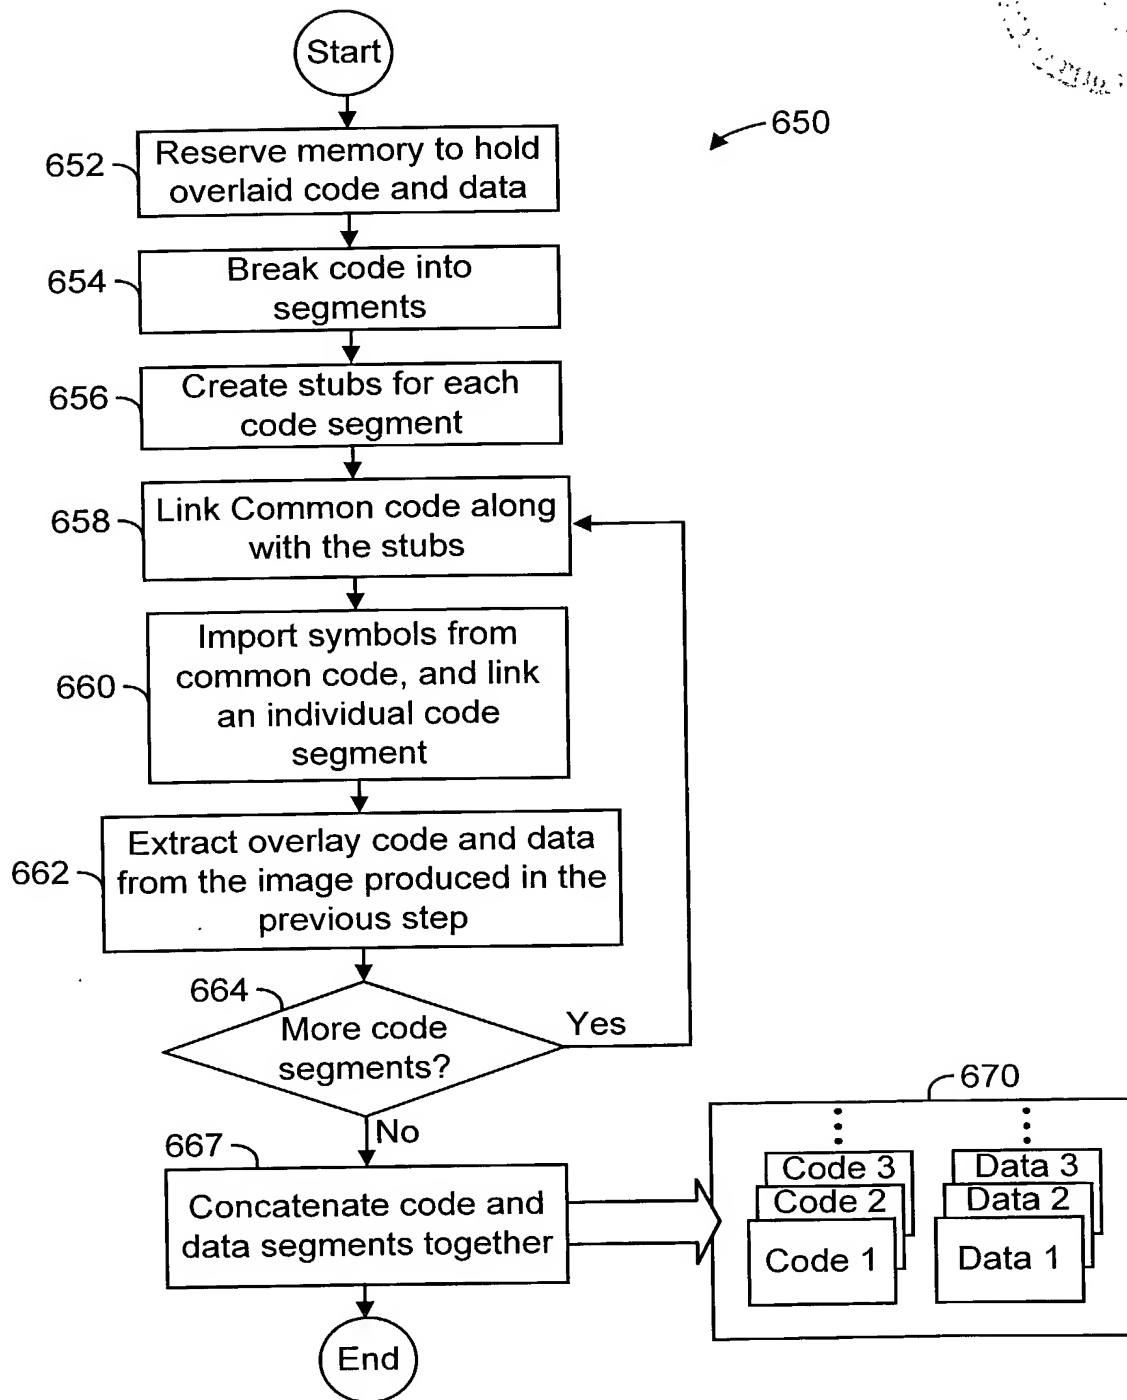 Start
650
652
Reserve memory to hold
overlaid code and data
654
Break code into
segments
656
Create stubs for each
code segment
658
Link Common code along
with the stubs
660
Import symbols from
common code, and link
an individual code
segment
662
Extract overlay code and data
from the image produced in the
previous step
664
More code
segments?
Yes
No
667
Concatenate code and
data segments together
670
Code 3
Data 3
Code 2
Data 2
Code 1
Data 1
End